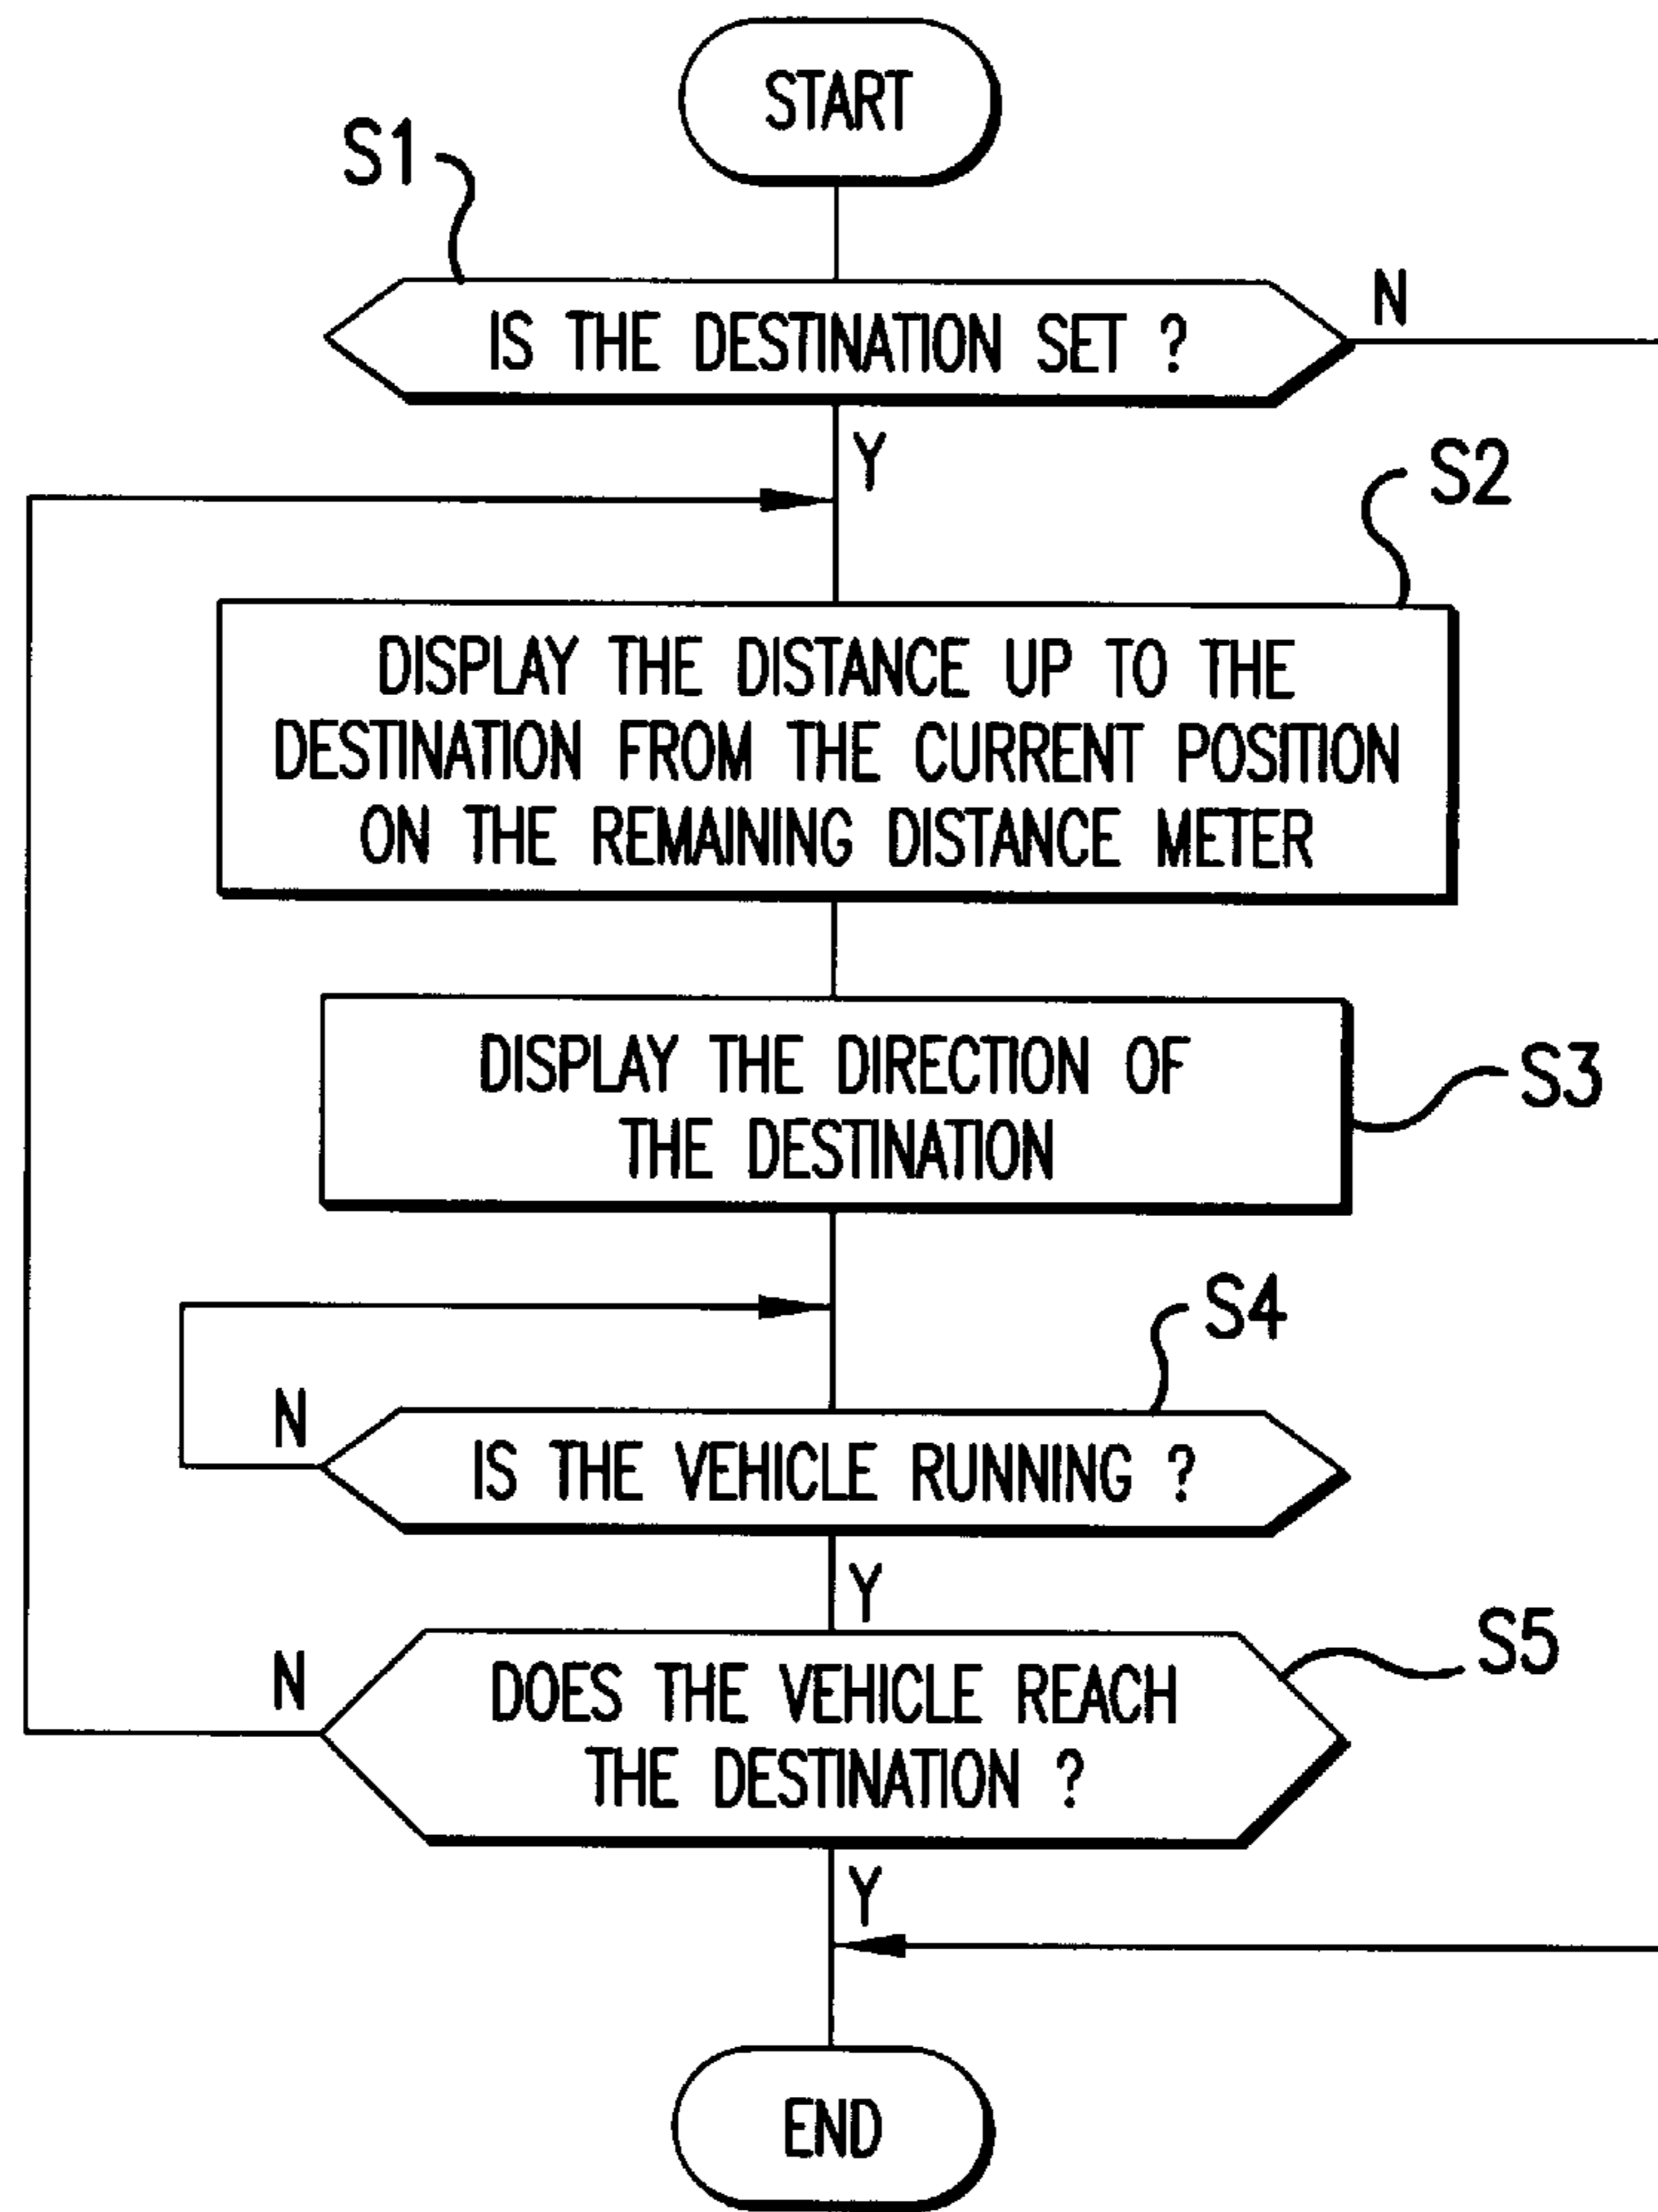 START
S1
IS THE DESTINATION SET ?
N
Y
S2
DISPLAY THE DISTANCE UP TO THE
DESTINATION FROM THE CURRENT POSITION
ON THE REMAINING DISTANCE METER
DISPLAY THE DIRECTION OF
THE DESTINATION
S3
S4
N
IS THE VEHICLE RUNNING ?
Y
S5
N
DOES THE VEHICLE REACH
THE DESTINATION ?
Y
END